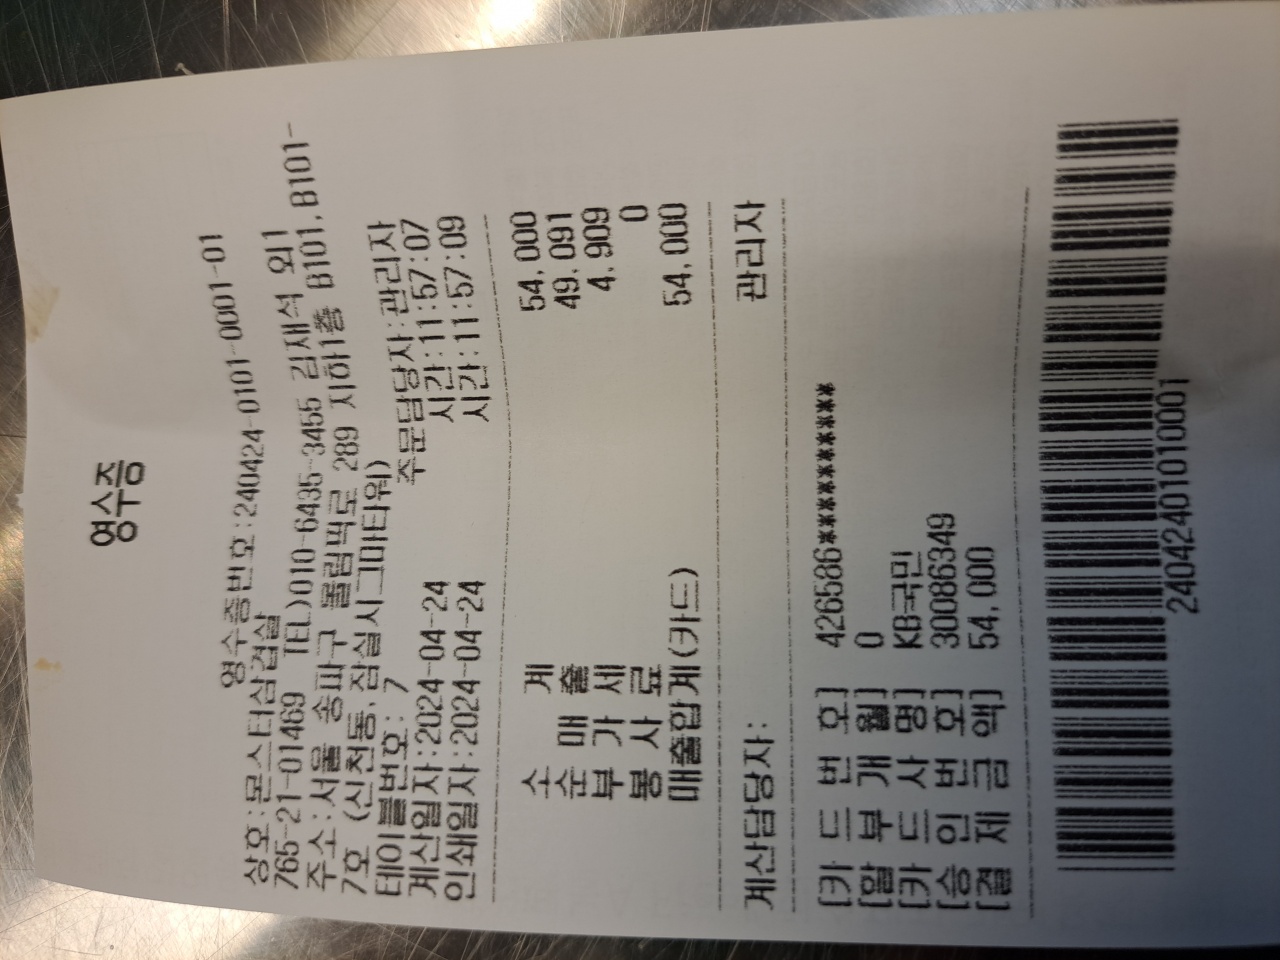 영수증
영수증번호:240424-0101-0001-01
상호:몬스터삼겹살
765-21-01469 TEL)010-6435-3455 김재석 외1
주소:서울 송파구 올림픽로 289 지하1층 B101,B101-
7호 (신천동,잠실시그마타워)
테이블번호: 7 주문담당자:관리자
계산일자:2024-04-24 시간:11:57:07
인쇄일자:2024-04-24 시간:11:57:09
소 계 54,000
순 매 출 49,091
부 가 세 4,909
봉 사 료 0
매출합계(카드) 54,000
계산담당자: 관리자
[카 드 번 호] 426586**********
[할 부 개 월] 0
[카 드 사 명] KB국민
[승 인 번 호] 30086349
[결 제 금 액] 54,000
24042401010001